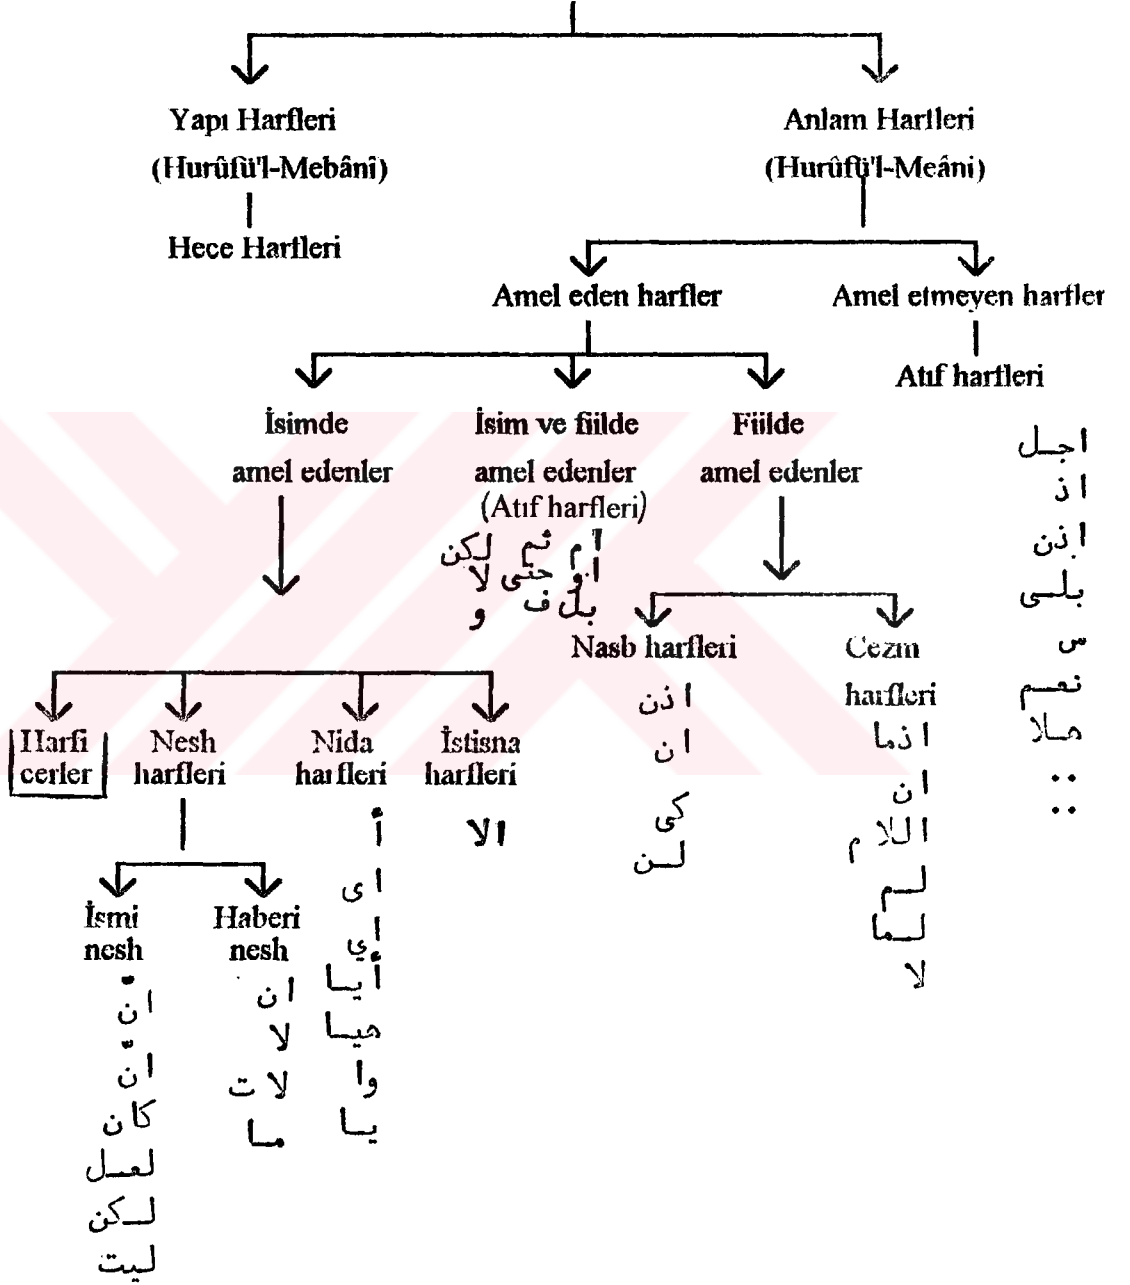 Yapı Harfleri
(Hurûfü'l-Mebânî)
Hece Harfleri
Anlam Harfleri
(Hurûfü'l-Meâni)
Amel eden harfler
Amel etmeyen harfler
Atıf harfleri
اجل
اذ
اذن
بلى
س
نعم
هلا
..
..
İsimde
amel edenler
İsim ve fiilde
amel edenler
(Atıf harfleri)
ام ثم لكن
او حتى لا
بل ف و
Fiilde
amel edenler
Nasb harfleri
اذن
ان
كى
لن
Cezm
harfleri
اذما
ان
اللام
لم
لما
لا
Harfi
cerler
Nesh
harfleri
Nida
harfleri
İstisna
harfleri
أ
اى
اي
أيا
هيا
وا
يا
الا
İsmi
nesh
انّ
انّ
كان
لعل
لكن
ليت
Haberi
nesh
ان
لا
لات
ما